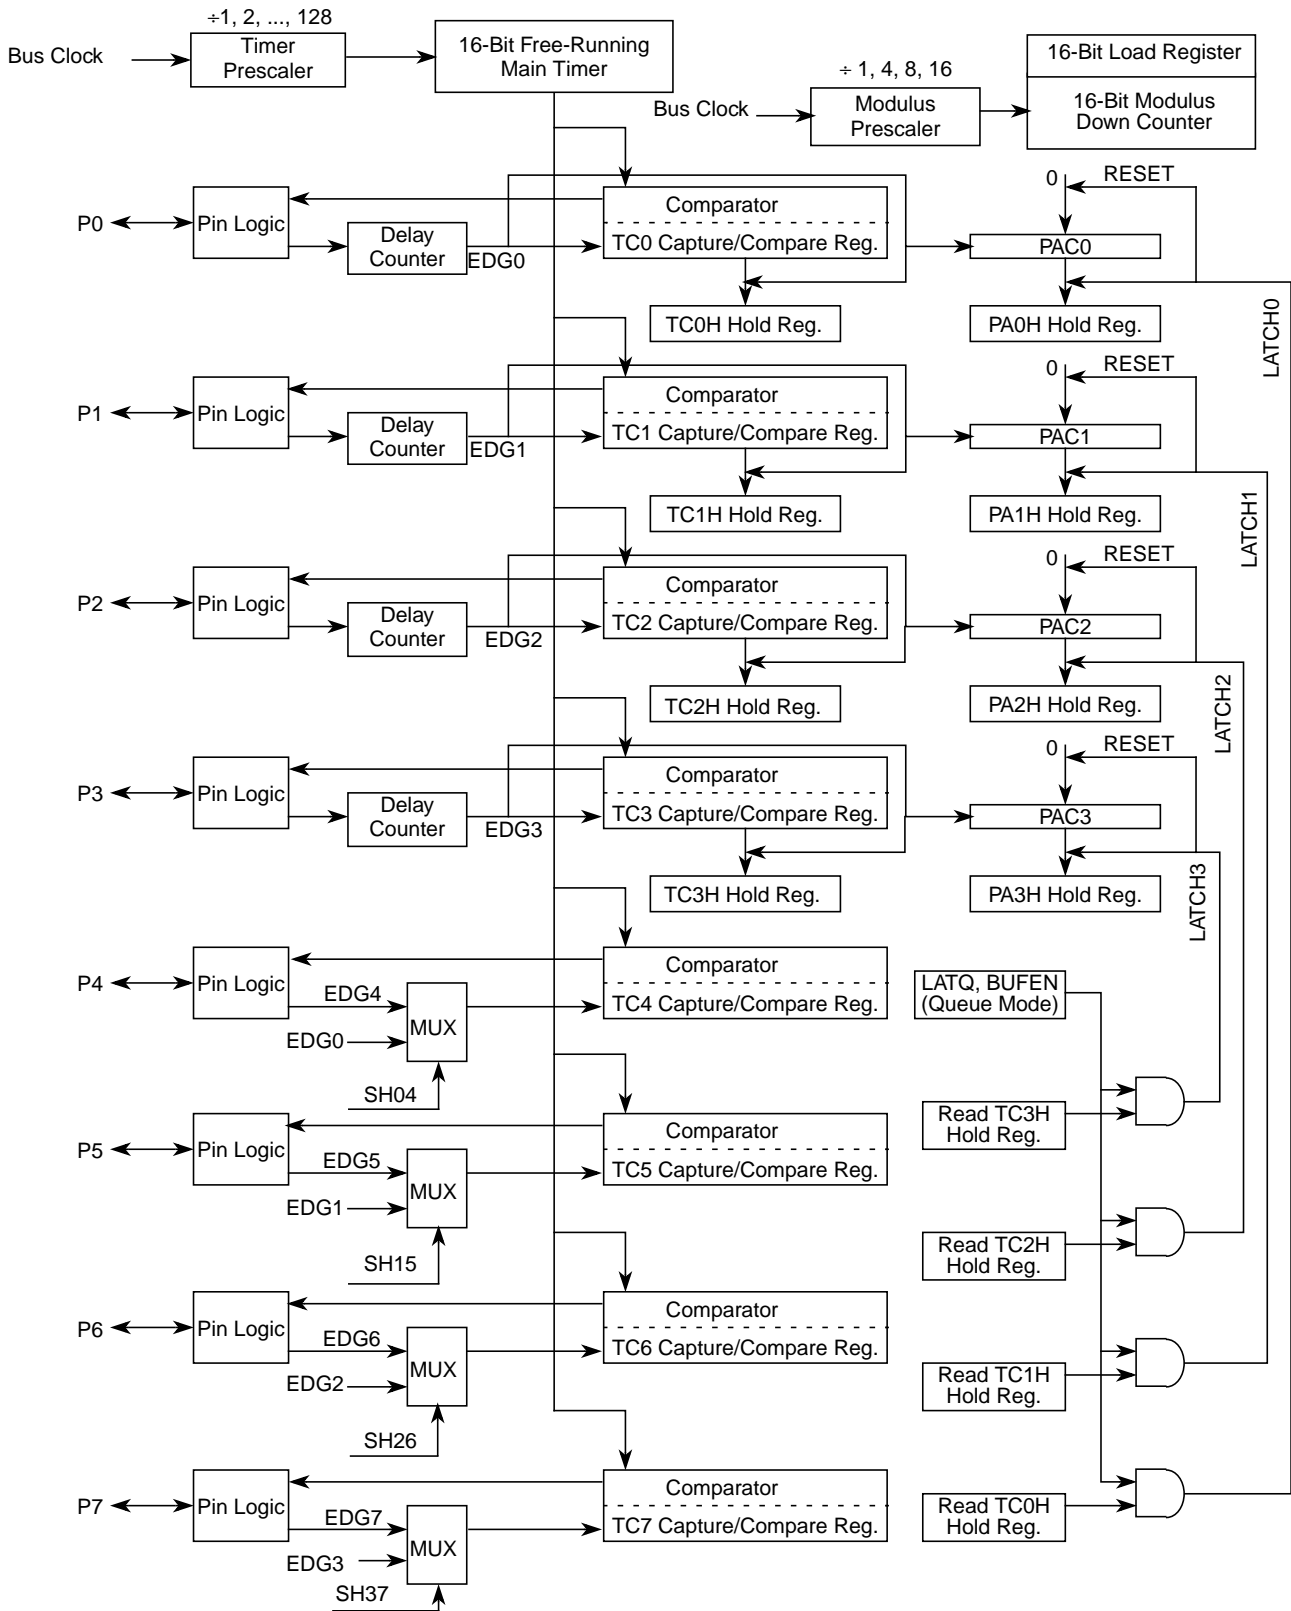 ÷1, 2, ..., 128
Bus Clock
Timer
Prescaler
16-Bit Free-Running
Main Timer
÷ 1, 4, 8, 16
Bus Clock
Modulus
Prescaler
16-Bit Load Register
16-Bit Modulus
Down Counter
P0
Pin Logic
Delay
Counter
EDG0
Comparator
TC0 Capture/Compare Reg.
TC0H Hold Reg.
0
RESET
PAC0
PA0H Hold Reg.
LATCH0
P1
Pin Logic
Delay
Counter
EDG1
Comparator
TC1 Capture/Compare Reg.
TC1H Hold Reg.
0
RESET
PAC1
PA1H Hold Reg.
LATCH1
P2
Pin Logic
Delay
Counter
EDG2
Comparator
TC2 Capture/Compare Reg.
TC2H Hold Reg.
0
RESET
PAC2
PA2H Hold Reg.
LATCH2
P3
Pin Logic
Delay
Counter
EDG3
Comparator
TC3 Capture/Compare Reg.
TC3H Hold Reg.
0
RESET
PAC3
PA3H Hold Reg.
LATCH3
P4
Pin Logic
EDG4
EDG0
MUX
SH04
Comparator
TC4 Capture/Compare Reg.
LATQ, BUFEN
(Queue Mode)
P5
Pin Logic
EDG5
EDG1
MUX
SH15
Comparator
TC5 Capture/Compare Reg.
Read TC3H
Hold Reg.
Read TC2H
Hold Reg.
P6
Pin Logic
EDG6
EDG2
MUX
SH26
Comparator
TC6 Capture/Compare Reg.
Read TC1H
Hold Reg.
P7
Pin Logic
EDG7
EDG3
MUX
SH37
Comparator
TC7 Capture/Compare Reg.
Read TC0H
Hold Reg.